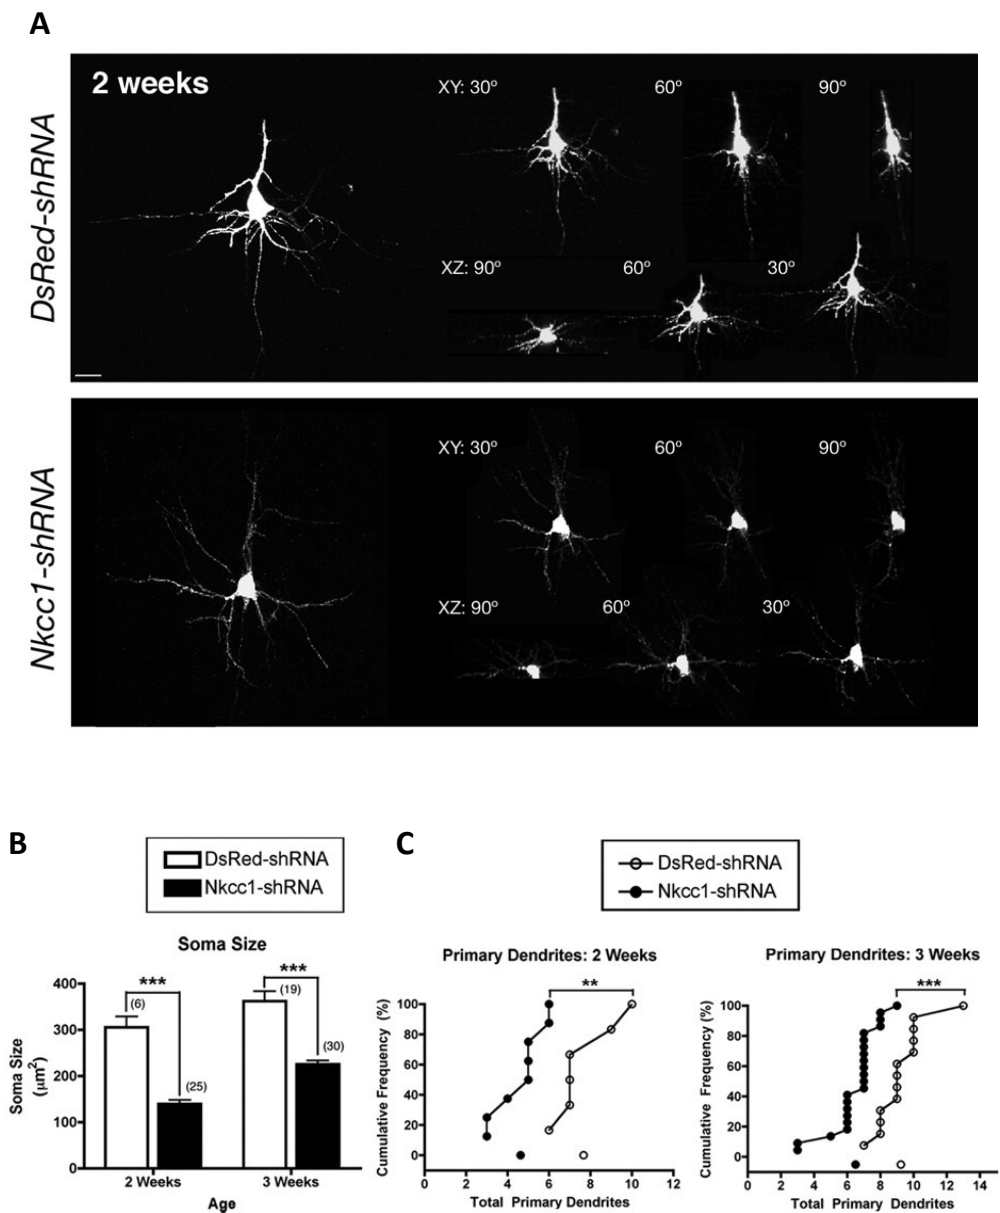 A
DsRed-shRNA
2 weeks
XY: 30º
60º
90º
XZ: 90º
60º
30º
Nkcc1-shRNA
XY: 30º
60º
90º
XZ: 90º
60º
30º
B
DsRed-shRNA
Nkcc1-shRNA
Soma Size
Soma Size
(μm²)
400
300
200
100
0
***
(6)
(25)
***
(19)
(30)
2 Weeks
3 Weeks
Age
C
DsRed-shRNA
Nkcc1-shRNA
Primary Dendrites: 2 Weeks
Cumulative Frequency (%)
100
80
60
40
20
0
**
0 2 4 6 8 10 12
Total Primary Dendrites
Primary Dendrites: 3 Weeks
Cumulative Frequency (%)
100
80
60
40
20
0
***
0 2 4 6 8 10 12 14
Total Primary Dendrites